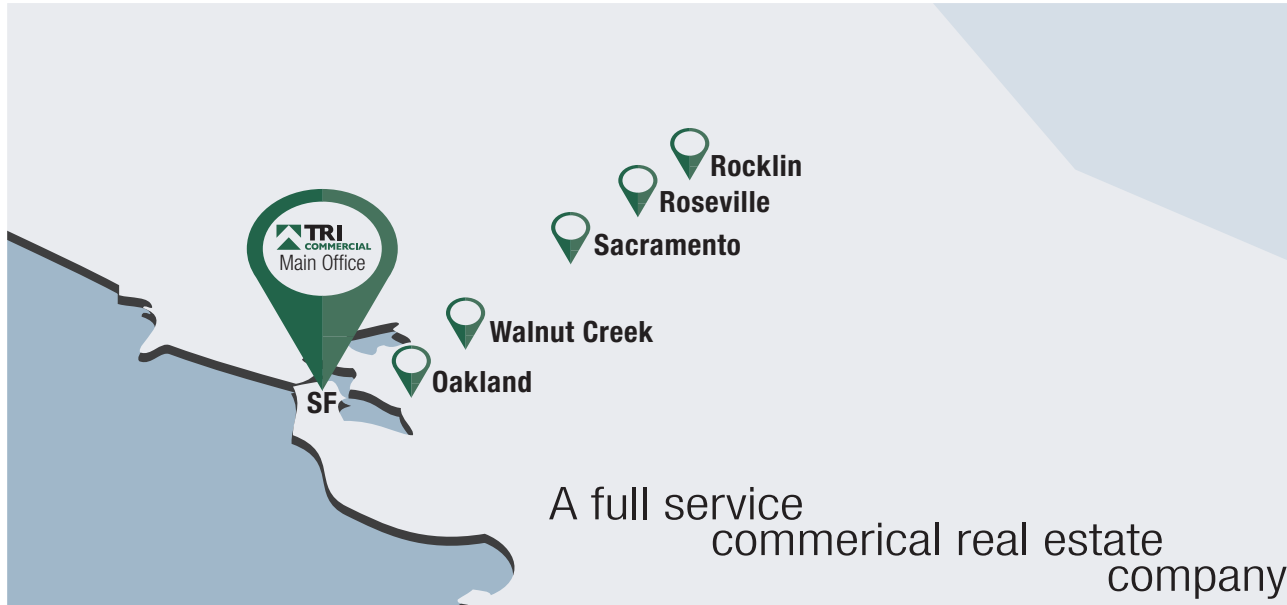 Rocklin
Roseville
TRI
COMMERCIAL
Main Office
Sacramento
Walnut Creek
Oakland
SF
A full service
commerical real estate
company